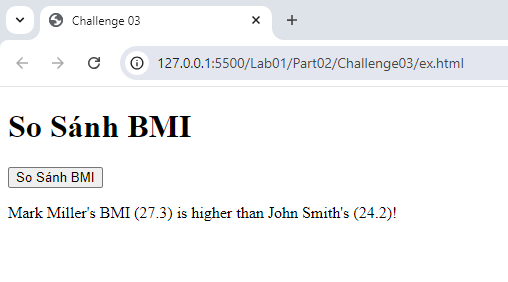 Challenge 03
127.0.0.1:5500/Lab01/Part02/Challenge03/ex.html
So Sánh BMI
So Sánh BMI
Mark Miller's BMI (27.3) is higher than John Smith's (24.2)!